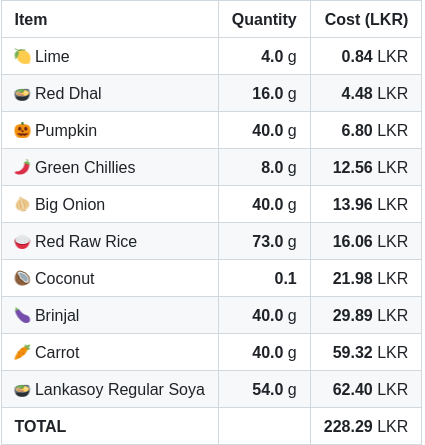 Item Quantity Cost (LKR)
🍋 Lime 4.0 g 0.84 LKR
🍲 Red Dhal 16.0 g 4.48 LKR
🎃 Pumpkin 40.0 g 6.80 LKR
🌶️ Green Chillies 8.0 g 12.56 LKR
🧄 Big Onion 40.0 g 13.96 LKR
🍚 Red Raw Rice 73.0 g 16.06 LKR
🥥 Coconut 0.1 21.98 LKR
🍆 Brinjal 40.0 g 29.89 LKR
🥕 Carrot 40.0 g 59.32 LKR
🍲 Lankasoy Regular Soya 54.0 g 62.40 LKR
TOTAL 228.29 LKR